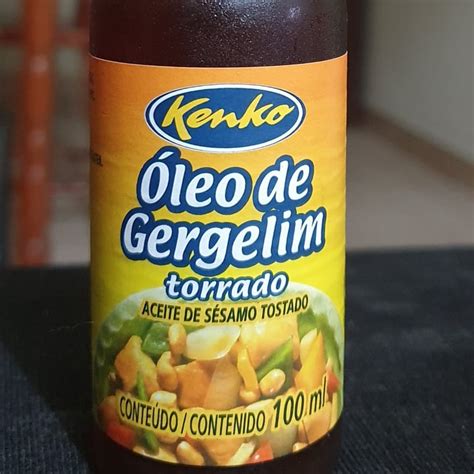 Kenko
Óleo de
Gergelim
torrado
ACEITE DE SÉSAMO TOSTADO
CONTEÚDO / CONTENIDO 100 ml